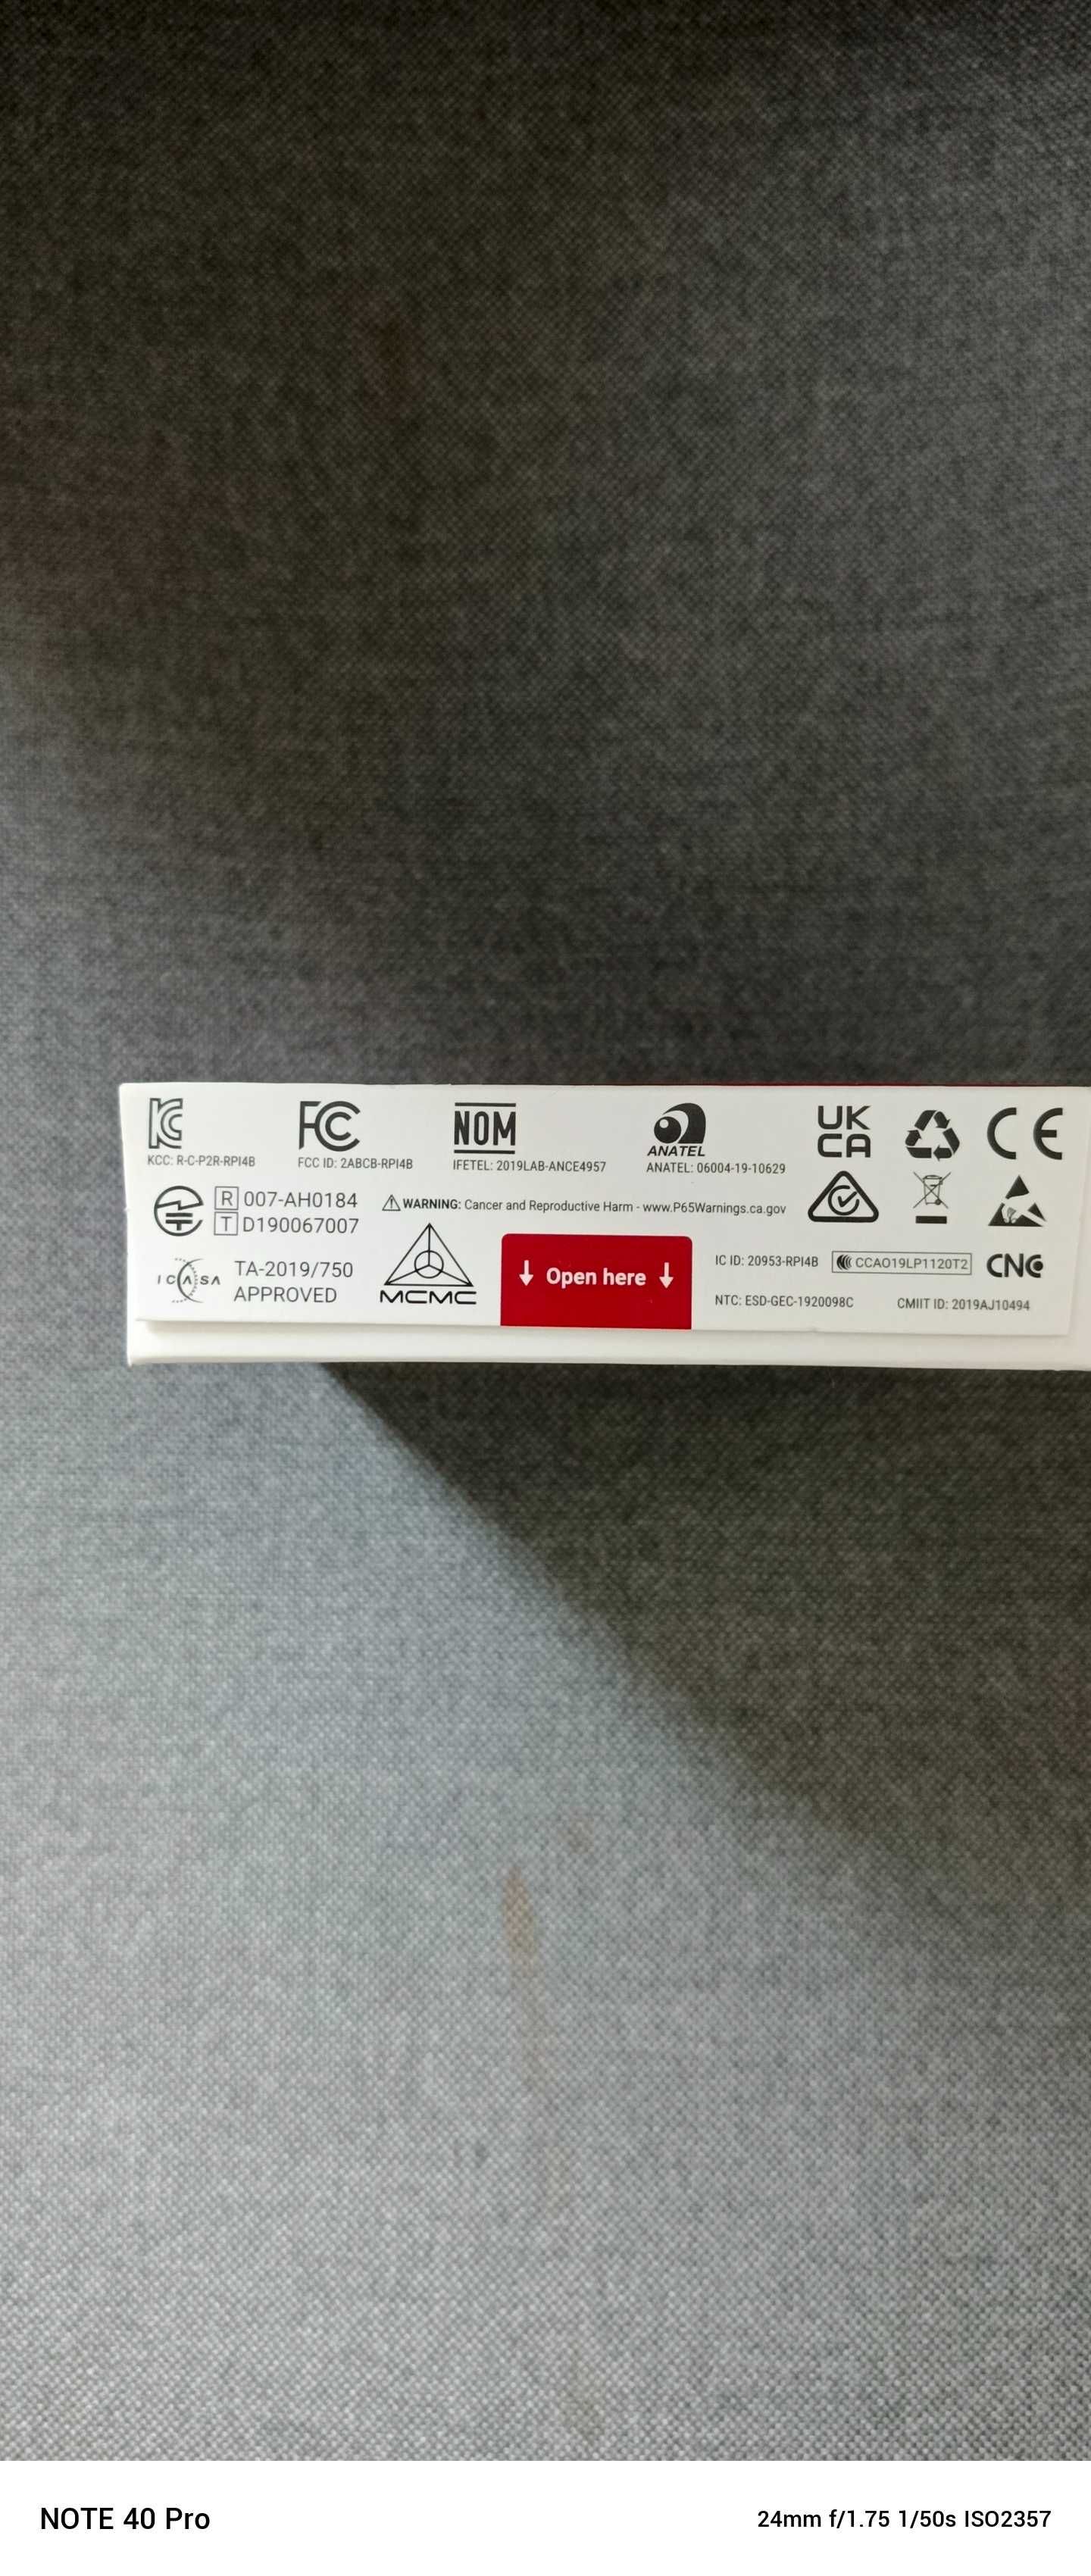 KC FC NOM ANATEL UK CA CE
KCC: R-C-P2R-RPI4B FCC ID: 2ABCB-RPI4B IFETEL: 2019LAB-ANCE4957 ANATEL: 06004-19-10629
R 007-AH0184 WARNING: Cancer and Reproductive Harm - www.P65Warnings.ca.gov
T D190067007
ICASA TA-2019/750 MCMC ↓ Open here ↓ IC ID: 20953-RPI4B CCAO19LP1120T2 CNC
APPROVED NTC: ESD-GEC-1920098C CMIIT ID: 2019AJ10494
NOTE 40 Pro 24mm f/1.75 1/50s ISO2357